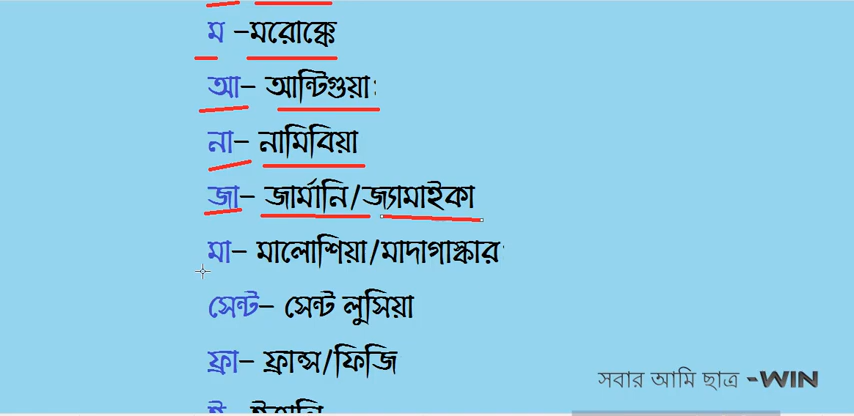 ম –মরোক্কে
আ– আন্টিগুয়া:
না– নামিবিয়া
জা– জার্মানি/জ্যামাইকা
মা– মালোশিয়া/মাদাগাস্কার
সেন্ট– সেন্ট লুসিয়া
ফ্রা– ফ্রান্স/ফিজি
সবার আমি ছাত্র -WIN